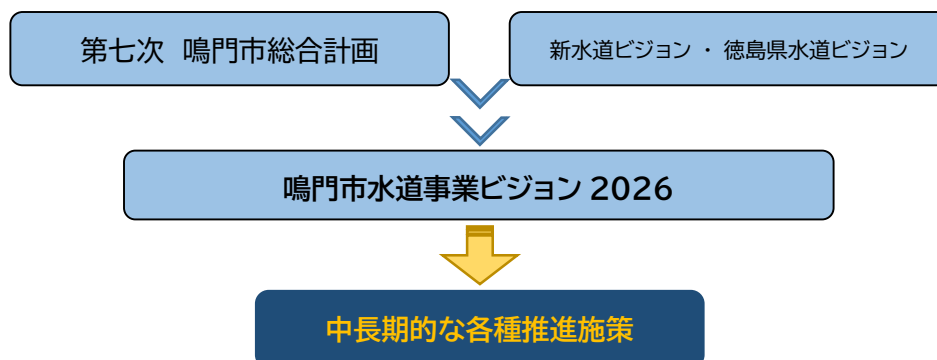 第七次 鳴門市総合計画
新水道ビジョン ・ 徳島県水道ビジョン
鳴門市水道事業ビジョン 2026
中長期的な各種推進施策